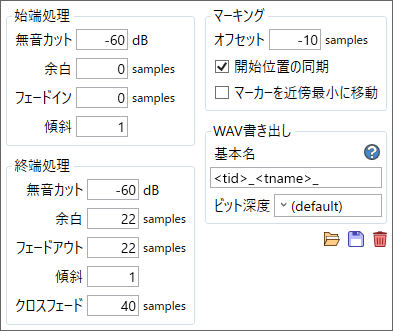 始端処理
無音カット -60 dB
余白 0 samples
フェードイン 0 samples
傾斜 1
終端処理
無音カット -60 dB
余白 22 samples
フェードアウト 22 samples
傾斜 1
クロスフェード 40 samples
マーキング
オフセット -10 samples
開始位置の同期
マーカーを近傍最小に移動
WAV書き出し
基本名 ?
<tid>_<tname>_
ビット深度 (default)